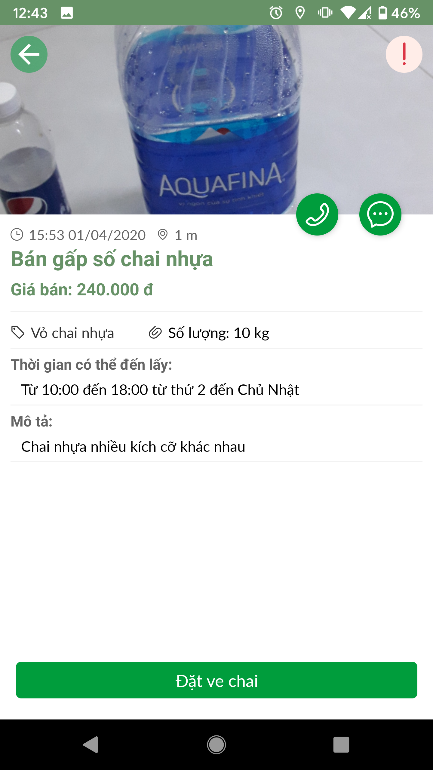 12:43
46%
AQUAFINA
15:53 01/04/2020 1 m
Bán gấp số chai nhựa
Giá bán: 240.000 đ
Vỏ chai nhựa Số lượng: 10 kg
Thời gian có thể đến lấy:
Từ 10:00 đến 18:00 từ thứ 2 đến Chủ Nhật
Mô tả:
Chai nhựa nhiều kích cỡ khác nhau
Đặt ve chai